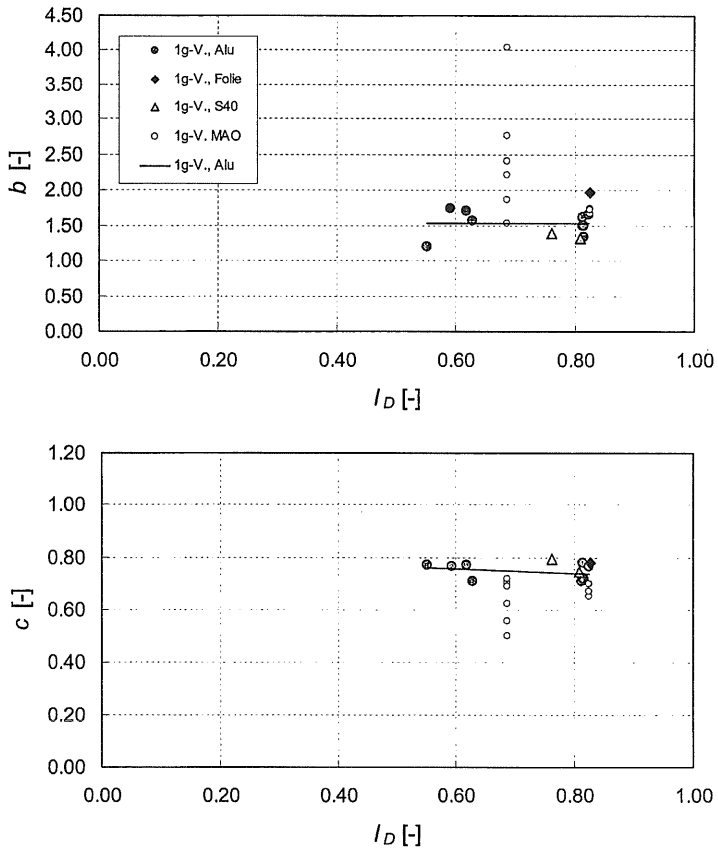 4.50
4.00
3.50
3.00
2.50
2.00
1.50
1.00
0.50
0.00
b [-]
1g-V., Alu
1g-V., Folie
1g-V., S40
1g-V. MAO
1g-V., Alu
0.00 0.20 0.40 0.60 0.80 1.00
I D [-]
1.20
1.00
0.80
0.60
0.40
0.20
0.00
c [-]
0.00 0.20 0.40 0.60 0.80 1.00
I D [-]